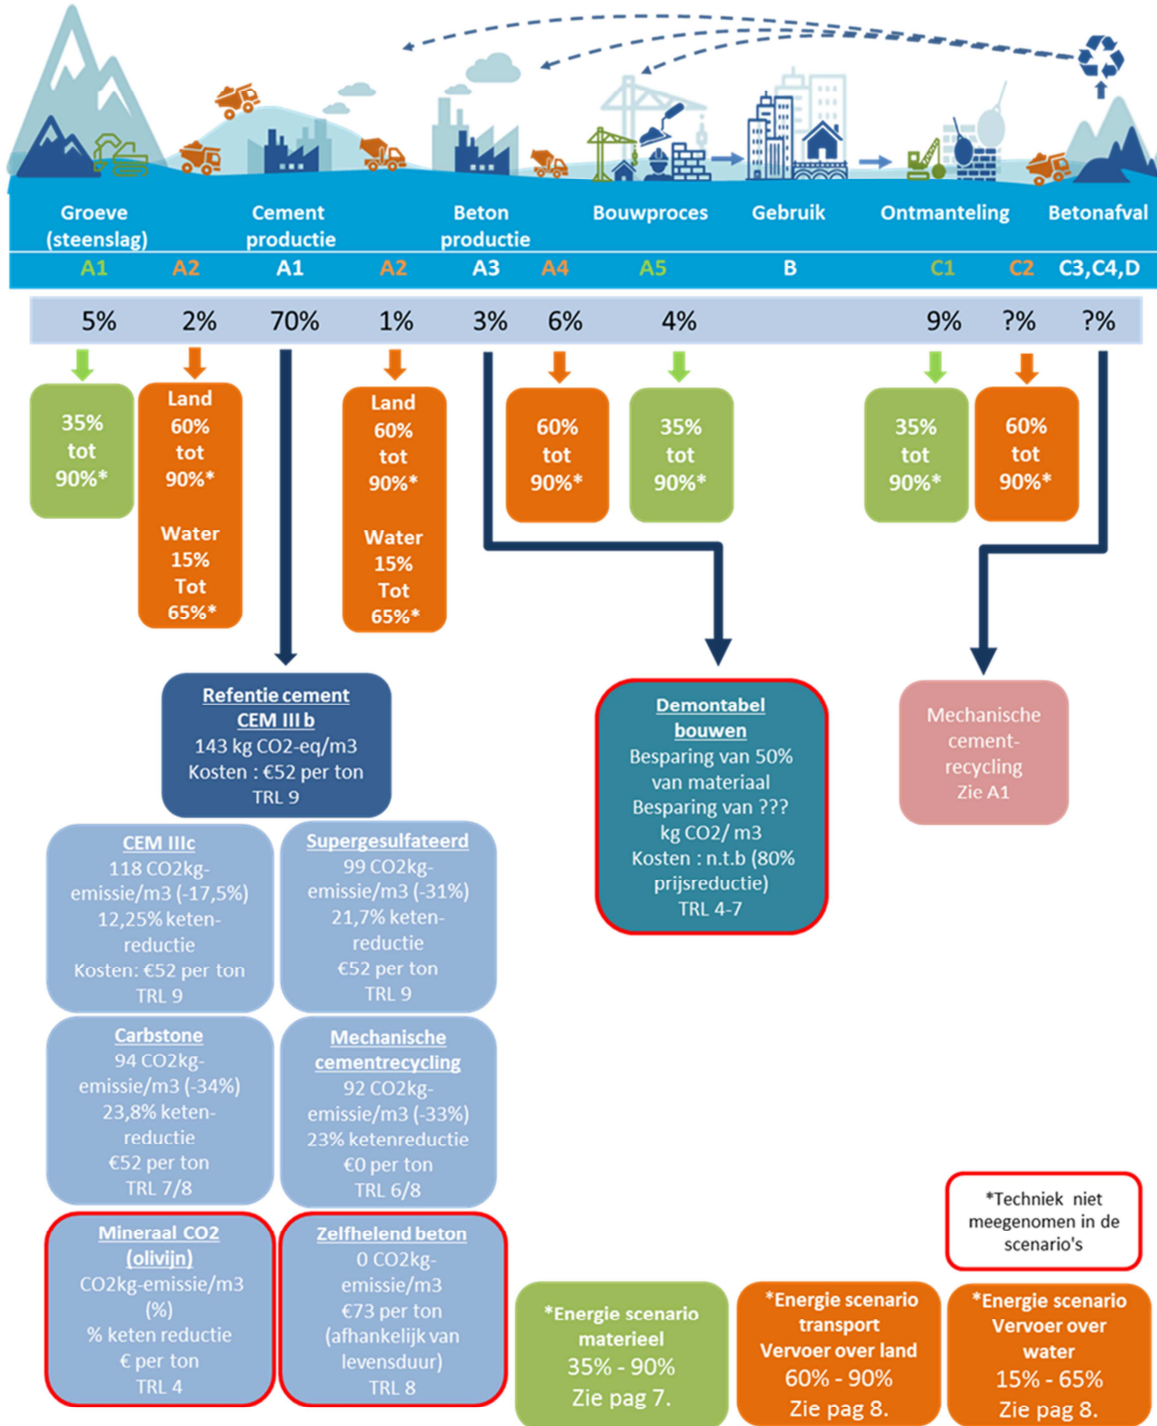 Groeve
(steenslag)
Cement
productie
Beton
productie
Bouwproces
Gebruik
Ontmanteling
Betonafval
A1 A2 A1 A2 A3 A4 A5 B C1 C2 C3,C4,D
5% 2% 70% 1% 3% 6% 4% 9% ?% ?%
35%
tot
90%*
Land
60%
tot
90%*
Water
15%
Tot
65%*
Land
60%
tot
90%*
Water
15%
Tot
65%*
60%
tot
90%*
35%
tot
90%*
35%
tot
90%*
60%
tot
90%*
Refentie cement
CEM III b
143 kg CO2-eq/m3
Kosten : €52 per ton
TRL 9
Demontabel
bouwen
Besparing van 50%
van materiaal
Besparing van ???
kg CO2/ m3
Kosten : n.t.b (80%
prijsreductie)
TRL 4-7
Mechanische
cement-
recycling
Zie A1
CEM IIIc
118 CO2kg-
emissie/m3 (-17,5%)
12,25% keten-
reductie
Kosten: €52 per ton
TRL 9
Supergesulfateerd
99 CO2kg-
emissie/m3 (-31%)
21,7% keten-
reductie
€52 per ton
TRL 9
Carbstone
94 CO2kg-
emissie/m3 (-34%)
23,8% keten-
reductie
€52 per ton
TRL 7/8
Mechanische
cementrecycling
92 CO2kg-
emissie/m3 (-33%)
23% ketenreductie
€0 per ton
TRL 6/8
Mineraal CO2
(olivijn)
CO2kg-emissie/m3
(%)
% keten reductie
€ per ton
TRL 4
Zelfhelend beton
0 CO2kg-
emissie/m3
€73 per ton
(afhankelijk van
levensduur)
TRL 8
*Techniek niet
meegenomen in de
scenario's
*Energie scenario
materieel
35% - 90%
Zie pag 7.
*Energie scenario
transport
Vervoer over land
60% - 90%
Zie pag 8.
*Energie scenario
Vervoer over
water
15% - 65%
Zie pag 8.